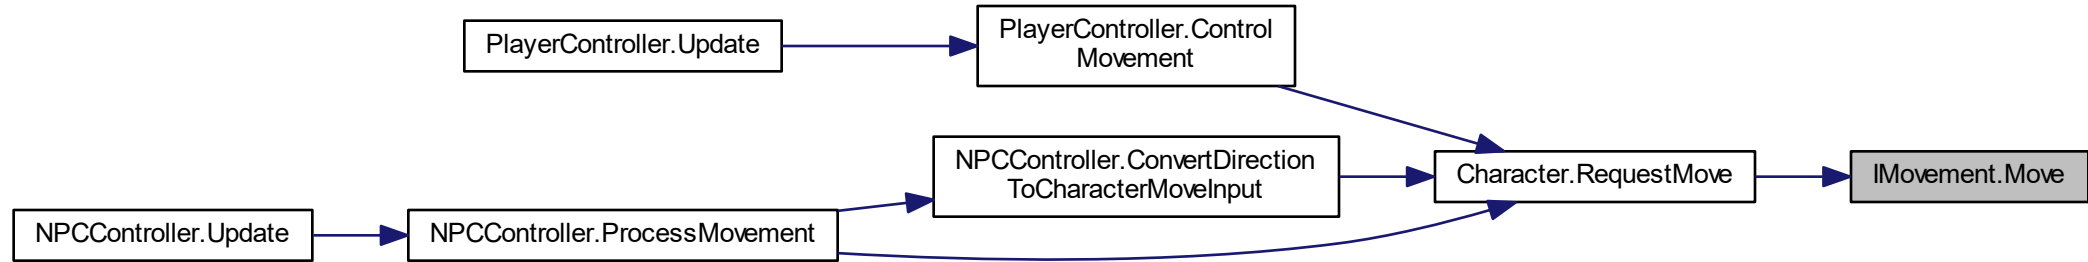 PlayerController.Update
PlayerController.Control
Movement
NPCController.ConvertDirection
ToCharacterMoveInput
Character.RequestMove
IMovement.Move
NPCController.Update
NPCController.ProcessMovement